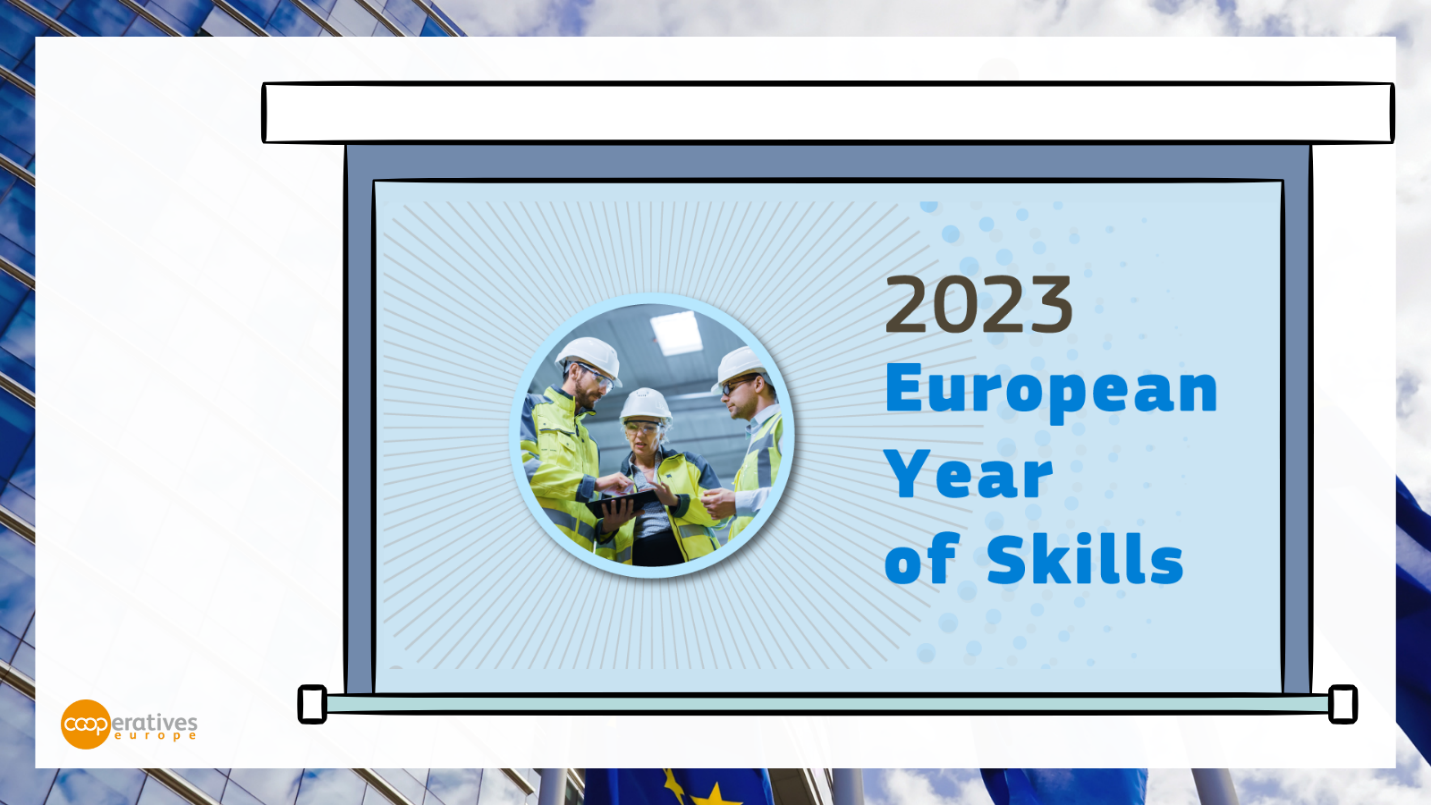 2023
European
Year
of Skills
cooperatives
europe